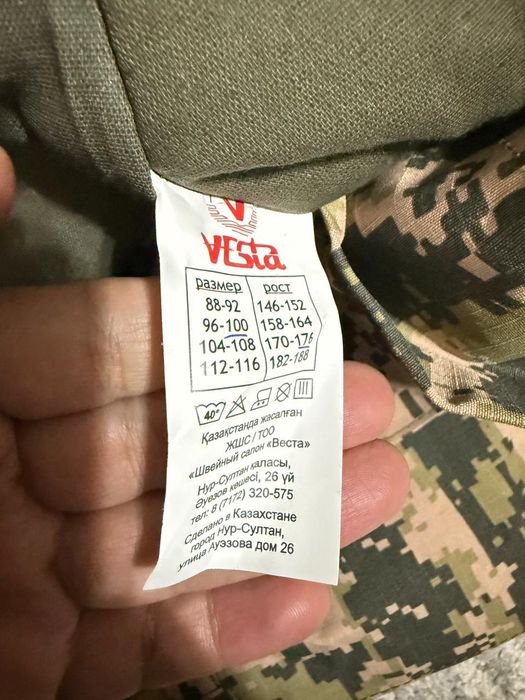 VESta
размер рост
88-92 146-152
96-100 158-164
104-108 170-176
112-116 182-188
40°
Қазақстанда жасалған
ЖШС / ТОО
«Швейный салон «Веста»
Нур-Султан қаласы,
Әуезов көшесі, 26 үй
тел: 8 (7172) 320-575
Сделано в Казахстане
город Нур-Султан,
улица Ауэзова дом 26